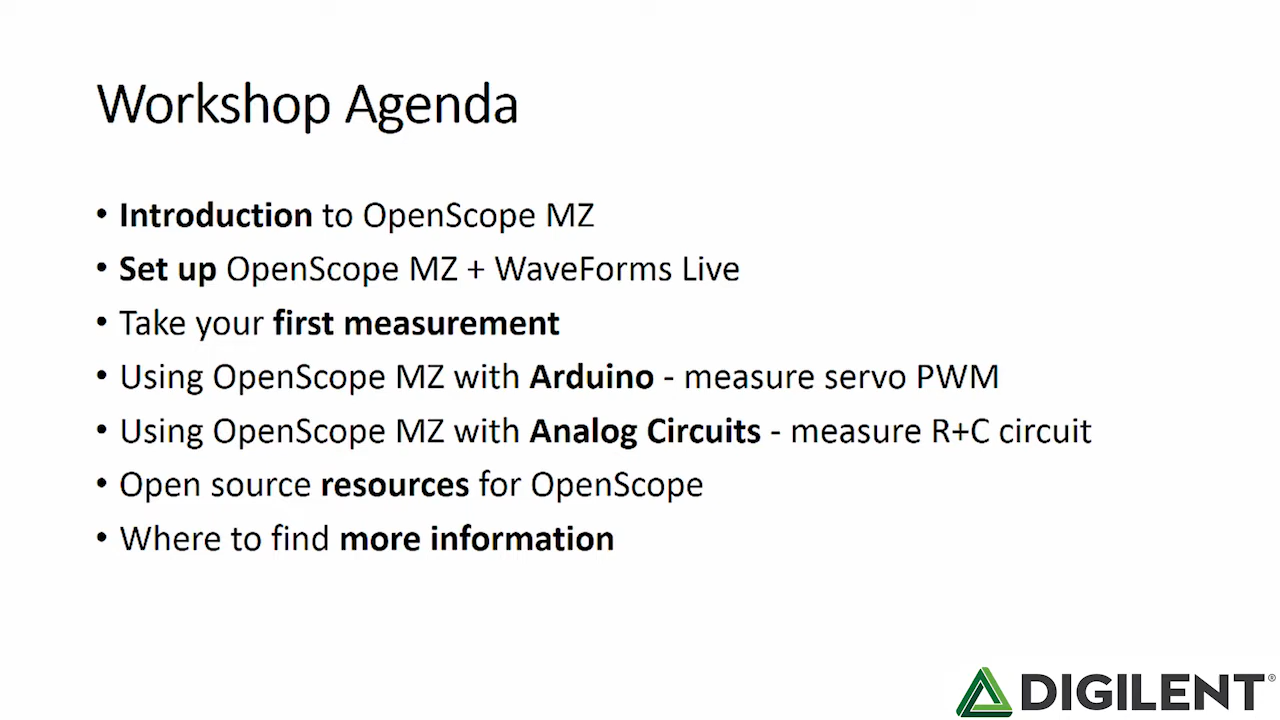 Workshop Agenda
• Introduction to OpenScope MZ
• Set up OpenScope MZ + WaveForms Live
• Take your first measurement
• Using OpenScope MZ with Arduino - measure servo PWM
• Using OpenScope MZ with Analog Circuits - measure R+C circuit
• Open source resources for OpenScope
• Where to find more information
DIGILENT®